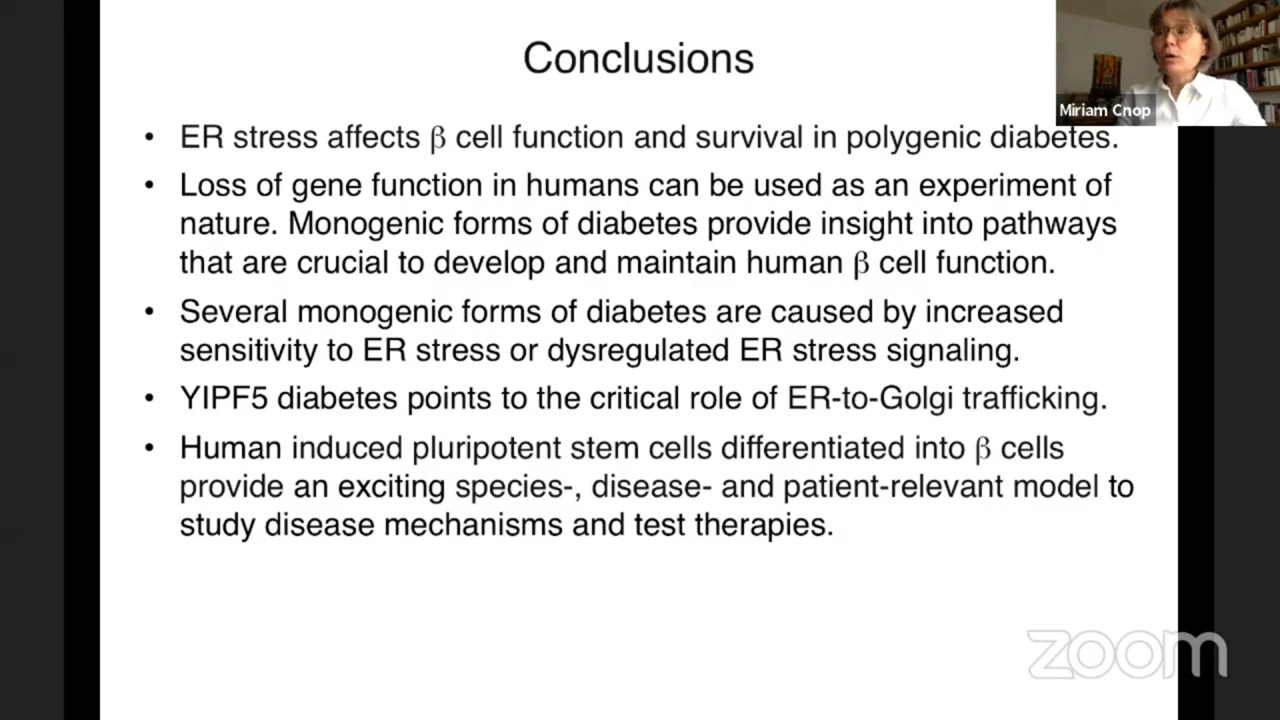 Conclusions
Miriam Cnop
• ER stress affects β cell function and survival in polygenic diabetes.
• Loss of gene function in humans can be used as an experiment of
nature. Monogenic forms of diabetes provide insight into pathways
that are crucial to develop and maintain human β cell function.
• Several monogenic forms of diabetes are caused by increased
sensitivity to ER stress or dysregulated ER stress signaling.
• YIPF5 diabetes points to the critical role of ER-to-Golgi trafficking.
• Human induced pluripotent stem cells differentiated into β cells
provide an exciting species-, disease- and patient-relevant model to
study disease mechanisms and test therapies.
zoom